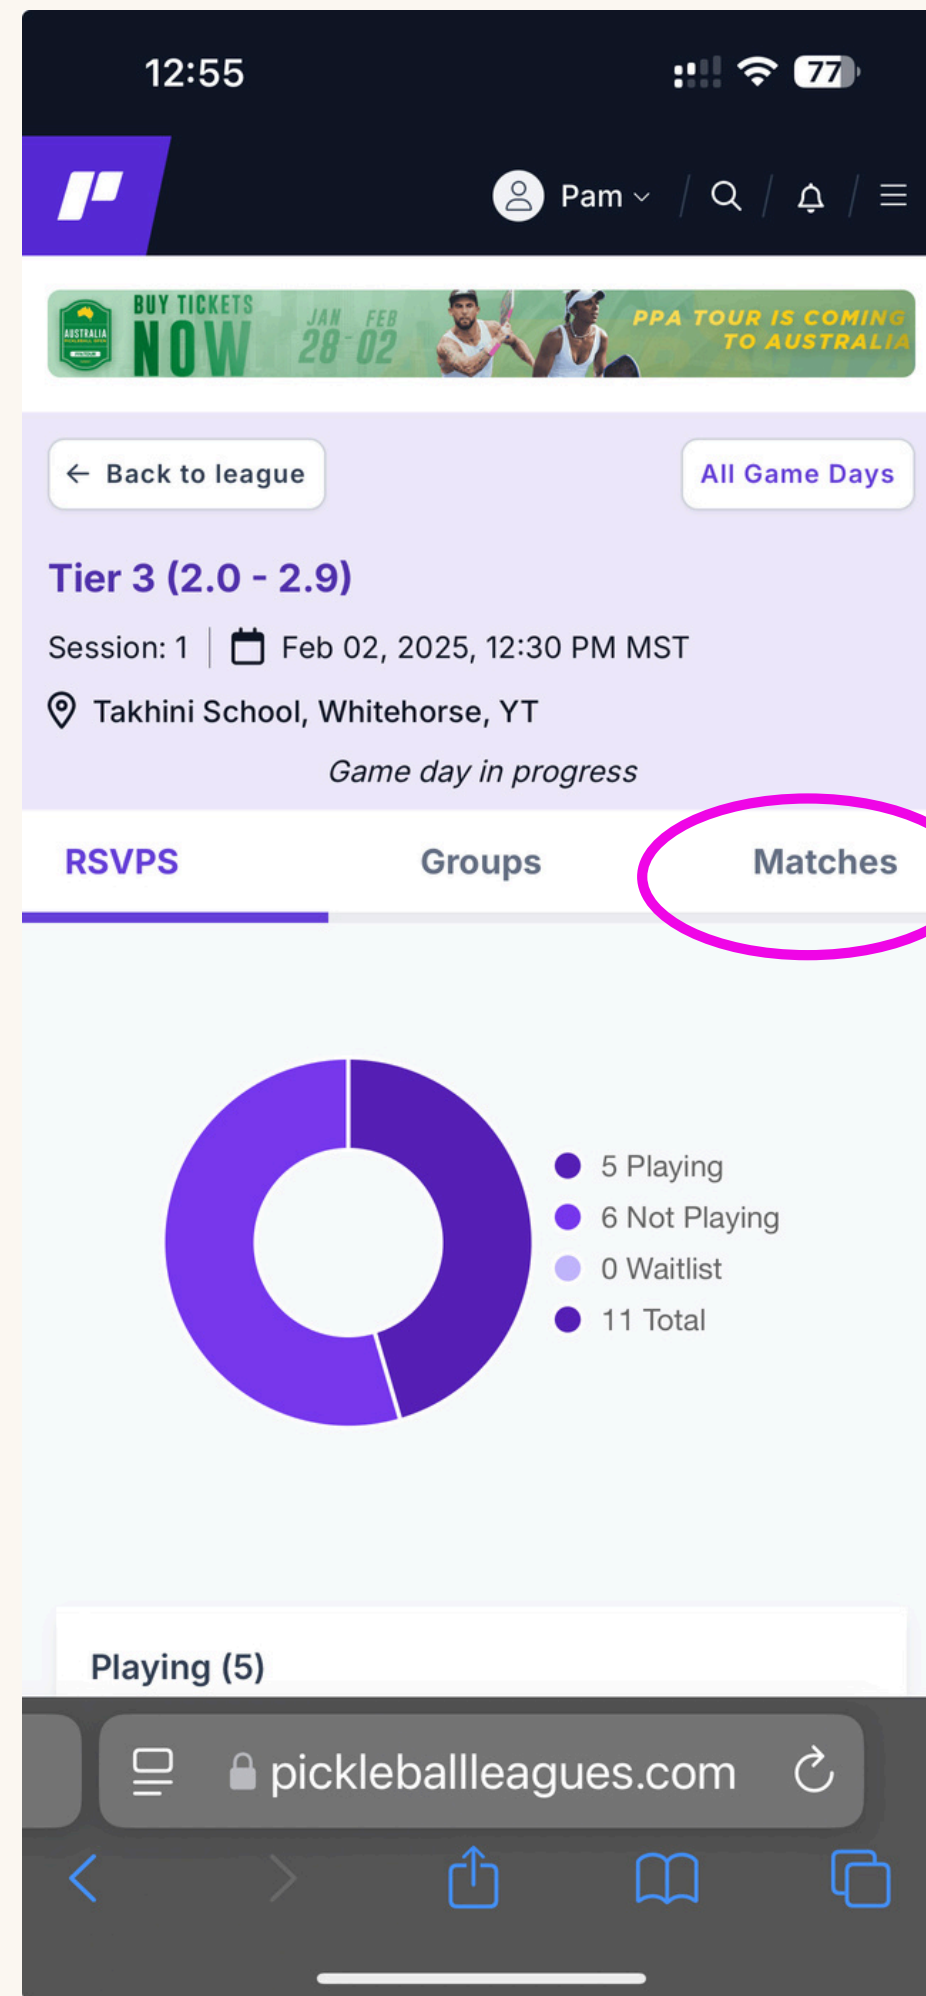 12:55
77
Pam
AUSTRALIA
BUY TICKETS
NOW
JAN FEB
28-02
PPA TOUR IS COMING
TO AUSTRALIA
← Back to league
All Game Days
Tier 3 (2.0 - 2.9)
Session: 1 | Feb 02, 2025, 12:30 PM MST
Takhini School, Whitehorse, YT
Game day in progress
RSVPS
Groups
Matches
5 Playing
6 Not Playing
0 Waitlist
11 Total
Playing (5)
pickleballleagues.com